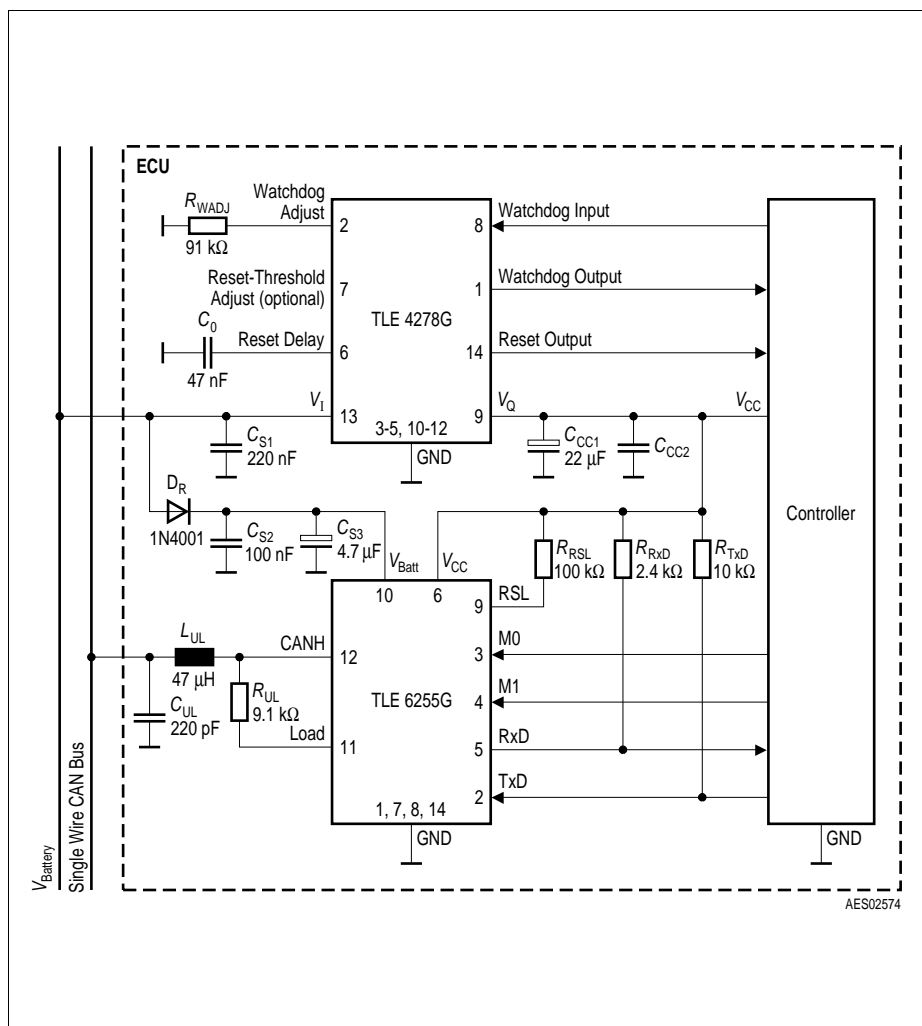 ECU
R_WADJ
91 kΩ
Watchdog
Adjust
2
Reset-Threshold
Adjust (optional)
7
C_0
47 nF
Reset Delay
6
V_I
13
TLE 4278G
3-5, 10-12
GND
8
Watchdog Input
1
Watchdog Output
14
Reset Output
9
V_Q
V_CC
C_S1
220 nF
C_CC1
22 µF
C_CC2
Controller
GND
D_R
1N4001
C_S2
100 nF
C_S3
4.7 µF
V_Batt
10
V_CC
6
R_RSL
100 kΩ
R_RxD
2.4 kΩ
R_TxD
10 kΩ
L_UL
47 µH
C_UL
220 pF
R_UL
9.1 kΩ
CANH
12
Load
11
TLE 6255G
1, 7, 8, 14
GND
9
RSL
3
M0
4
M1
5
RxD
2
TxD
V_Battery
Single Wire CAN Bus
AES02574